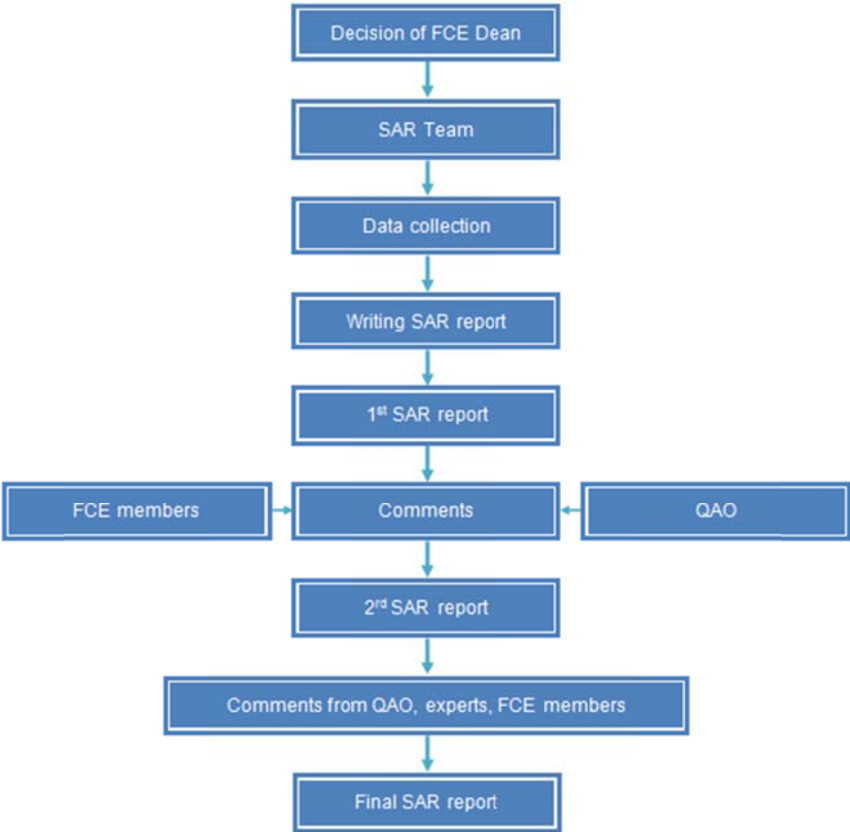 Decision of FCE Dean
SAR Team
Data collection
Writing SAR report
1st SAR report
FCE members
Comments
QAO
2rd SAR report
Comments from QAO, experts, FCE members
Final SAR report